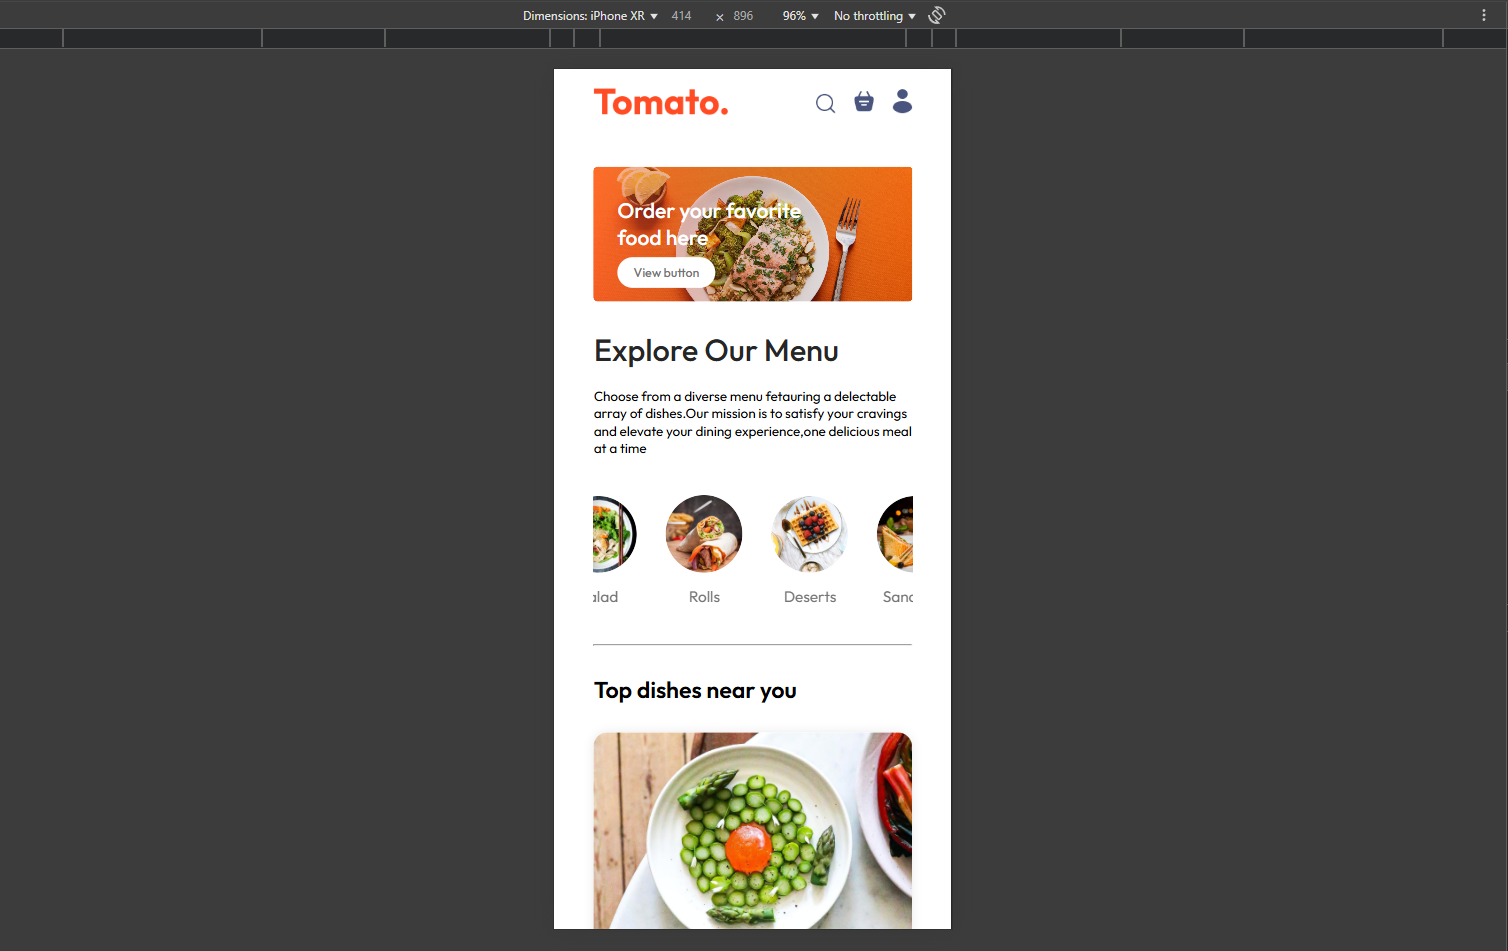 Dimensions: iPhone XR ▼ 414 × 896 96% ▼ No throttling ▼
Tomato.
Order your favorite
food here
View button
Explore Our Menu
Choose from a diverse menu fetauring a delectable
array of dishes.Our mission is to satisfy your cravings
and elevate your dining experience,one delicious meal
at a time
alad Rolls Deserts Sand
Top dishes near you